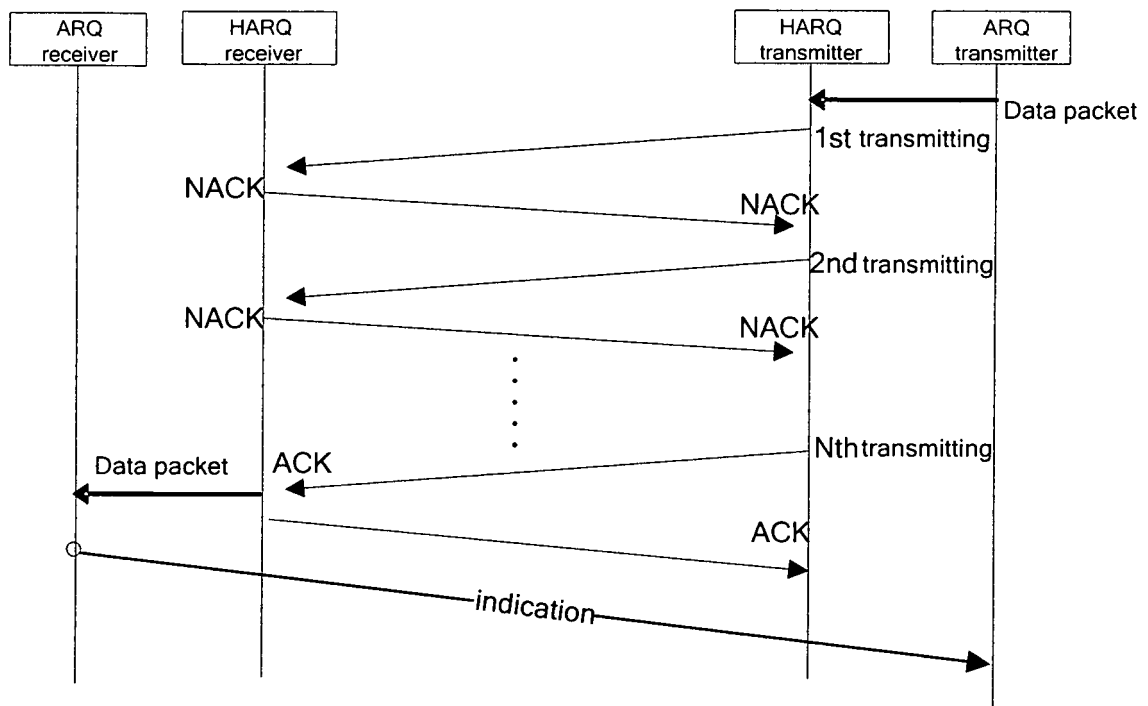 ARQ
receiver
HARQ
receiver
HARQ
transmitter
ARQ
transmitter
Data packet
1st transmitting
NACK
NACK
2nd transmitting
NACK
NACK
Nth transmitting
Data packet
ACK
ACK
indication